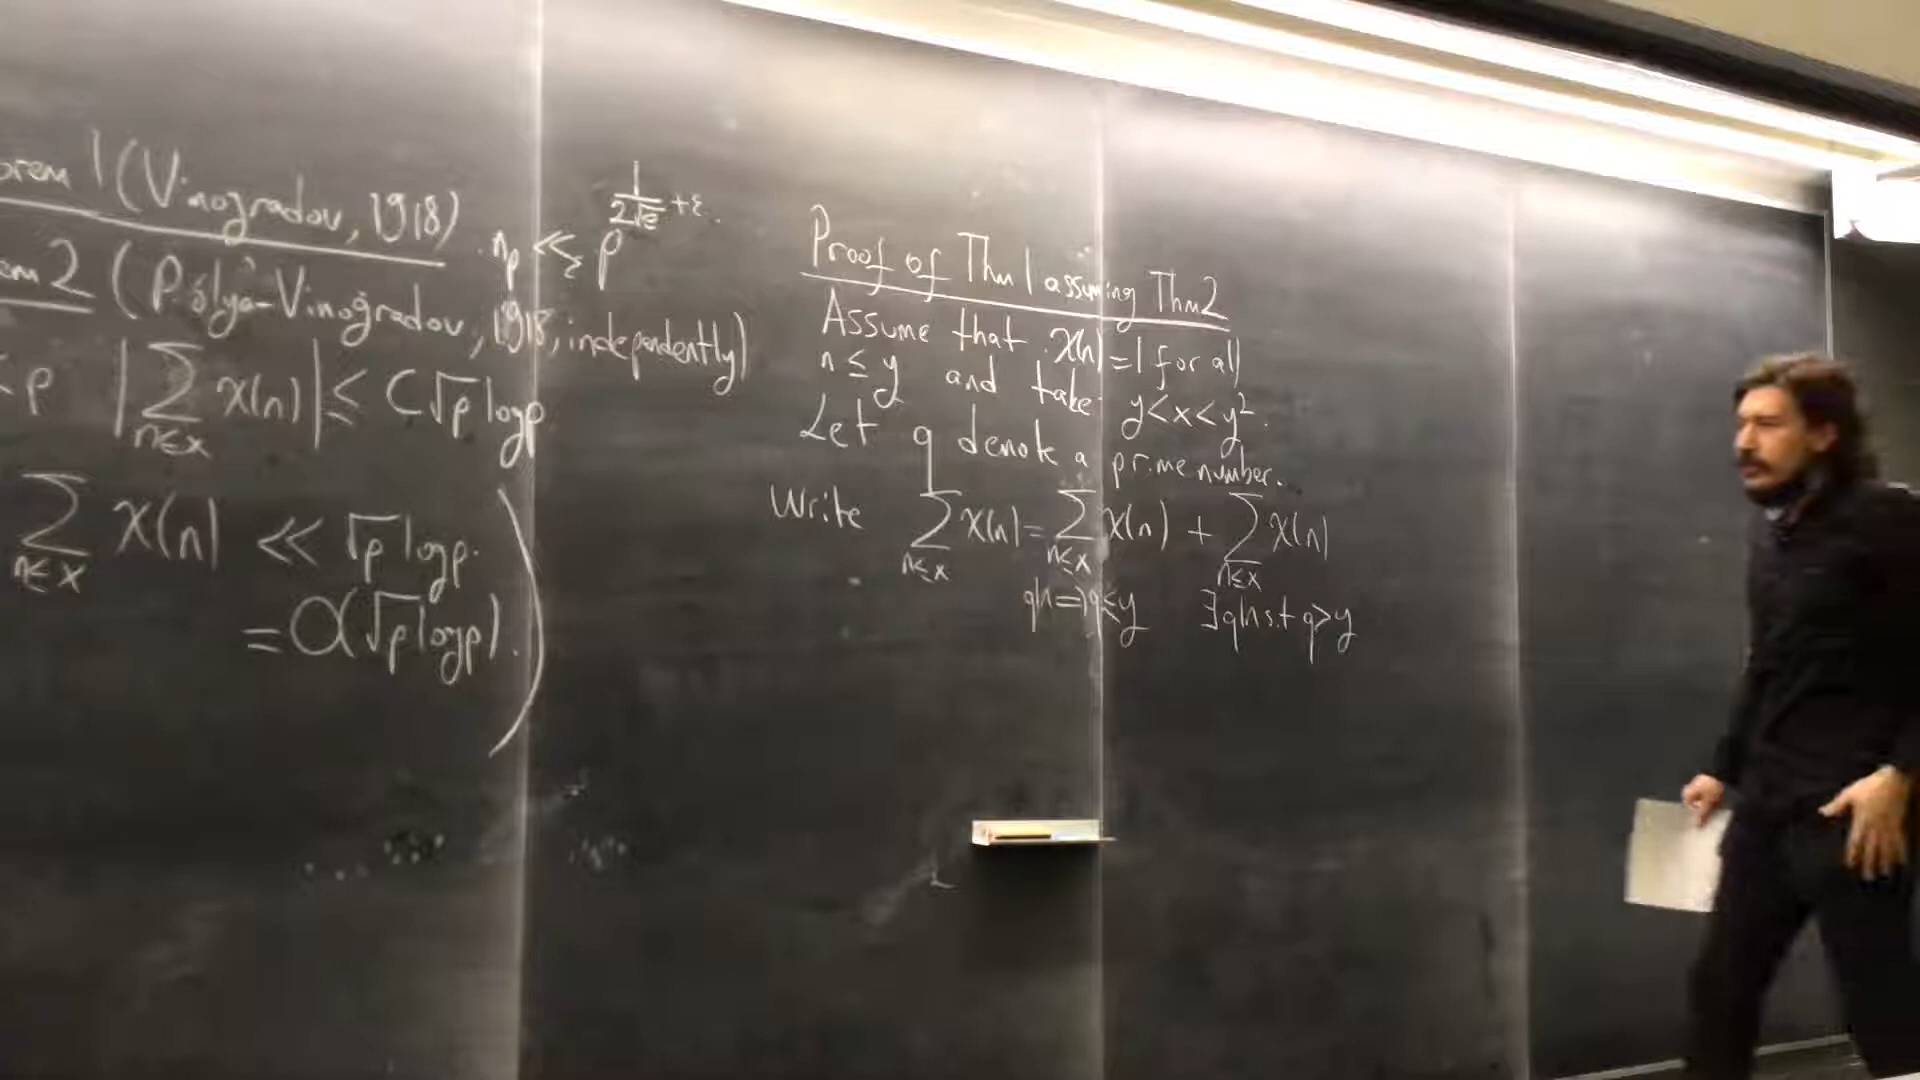 orem 1 (Vinogradov, 1918) n_p ≪_ε p^{\frac{1}{2√e}+ε}.
em 2 (Pólya-Vinogradov, 1918, independently)
< p |∑_{n≤x} χ(n)| ≤ C√p log p
∑_{n≤x} χ(n) ≪ √p log p.
= O(√p log p).)
Proof of Thm 1 assuming Thm 2
Assume that χ(n)=1 for all
n ≤ y and take y<x<y².
Let q denote a prime number.
Write ∑_{n≤x} χ(n) = ∑_{n≤x} χ(n) + ∑_{n≤x} χ(n)
q|n ⇒ q≤y ∃q|n s.t q>y